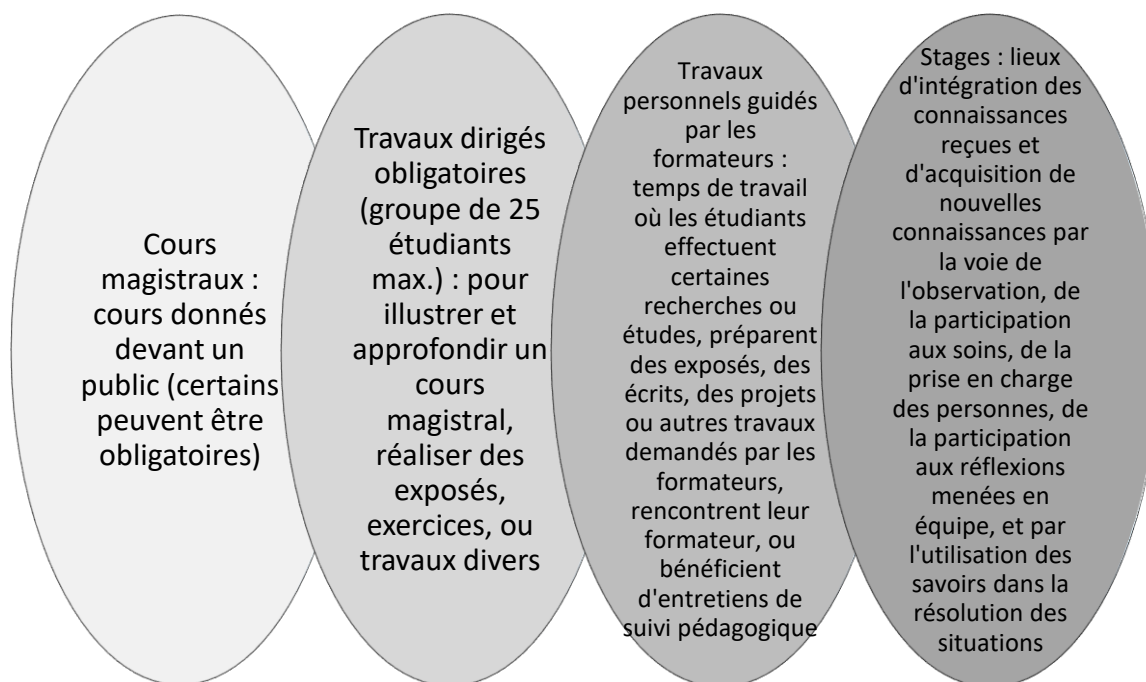 Cours
magistraux :
cours donnés
devant un
public (certains
peuvent être
obligatoires)
Travaux dirigés
obligatoires
(groupe de 25
étudiants
max.) : pour
illustrer et
approfondir un
cours
magistral,
réaliser des
exposés,
exercices, ou
travaux divers
Travaux
personnels guidés
par les
formateurs :
temps de travail
où les étudiants
effectuent
certaines
recherches ou
études, préparent
des exposés, des
écrits, des projets
ou autres travaux
demandés par les
formateurs,
rencontrent leur
formateur, ou
bénéficient
d'entretiens de
suivi pédagogique
Stages : lieux
d'intégration des
connaissances
reçues et
d'acquisition de
nouvelles
connaissances par
la voie de
l'observation, de
la participation
aux soins, de la
prise en charge
des personnes, de
la participation
aux réflexions
menées en
équipe, et par
l'utilisation des
savoirs dans la
résolution des
situations